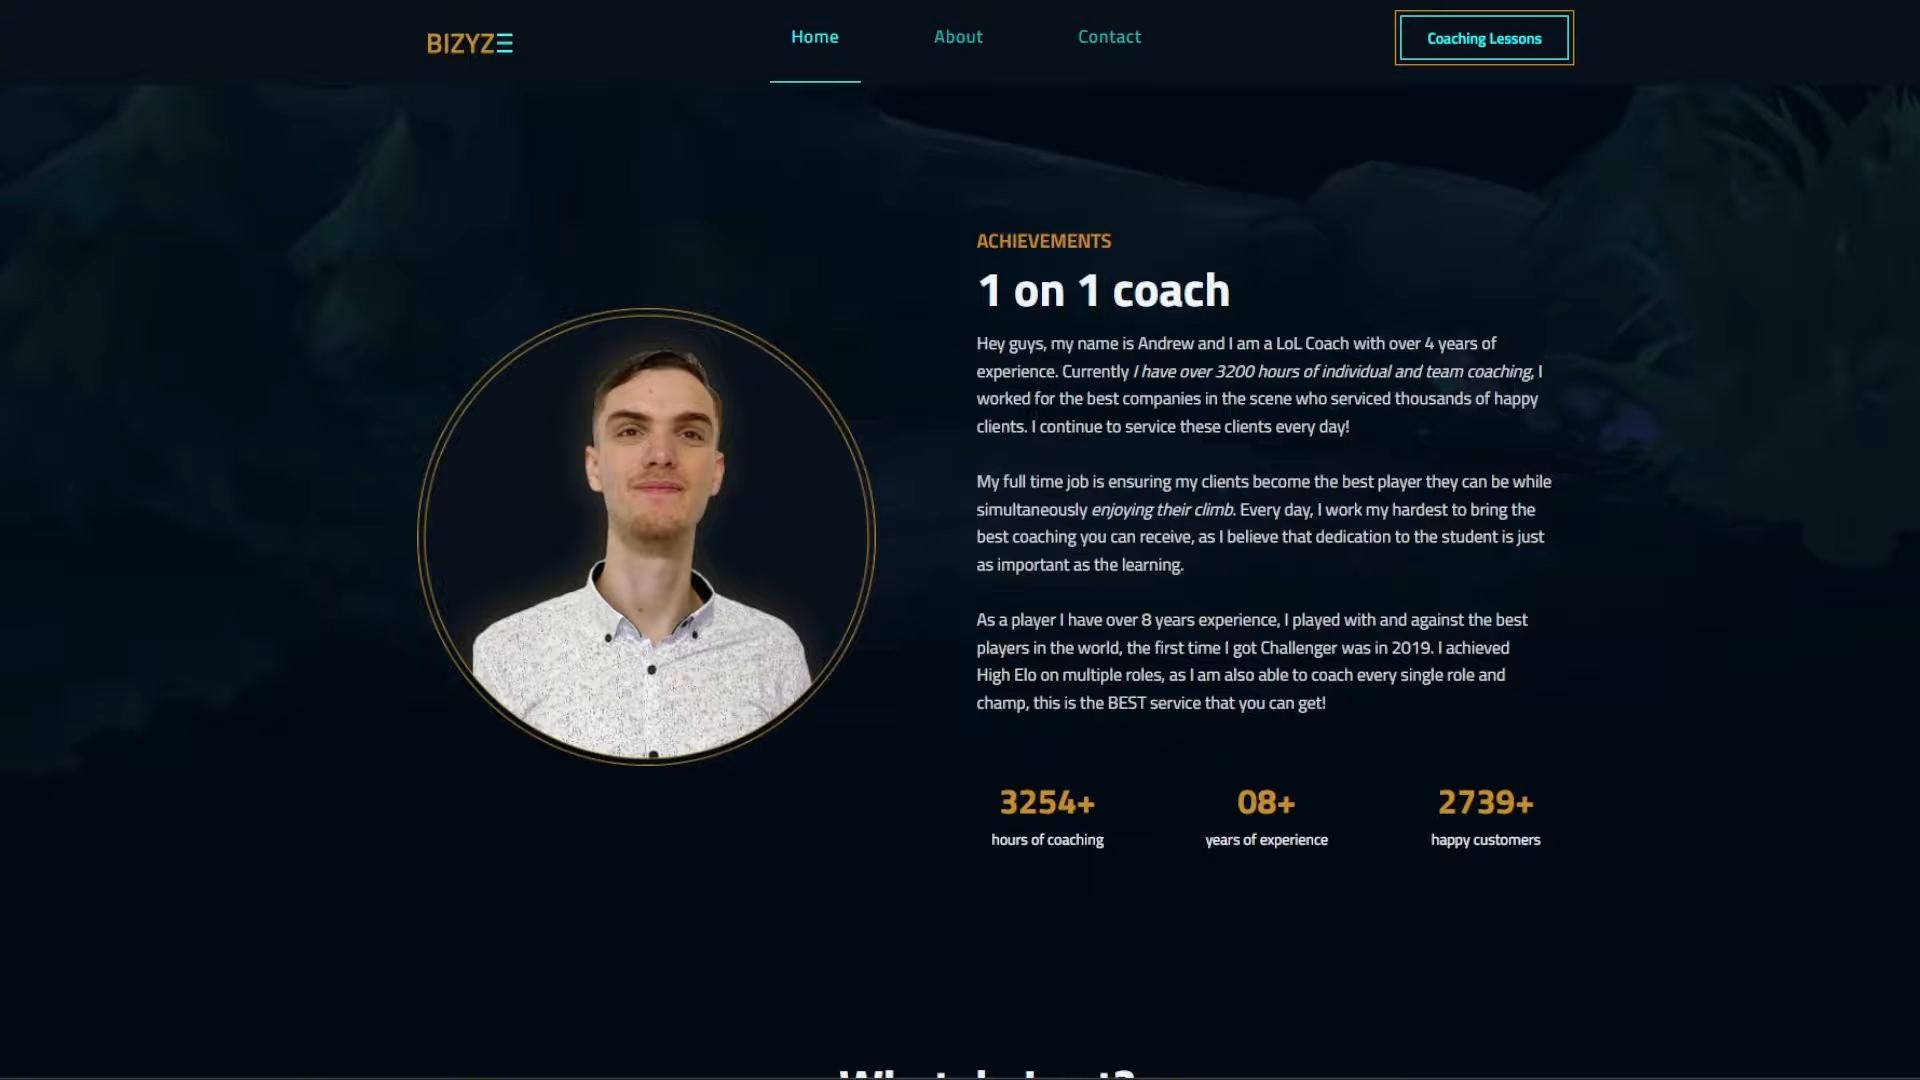 BIZYZΞ
Home
About
Contact
Coaching Lessons
ACHIEVEMENTS
1 on 1 coach
Hey guys, my name is Andrew and I am a LoL Coach with over 4 years of
experience. Currently I have over 3200 hours of individual and team coaching, I
worked for the best companies in the scene who serviced thousands of happy
clients. I continue to service these clients every day!
My full time job is ensuring my clients become the best player they can be while
simultaneously enjoying their climb. Every day, I work my hardest to bring the
best coaching you can receive, as I believe that dedication to the student is just
as important as the learning.
As a player I have over 8 years experience, I played with and against the best
players in the world, the first time I got Challenger was in 2019. I achieved
High Elo on multiple roles, as I am also able to coach every single role and
champ, this is the BEST service that you can get!
3254+
08+
2739+
hours of coaching
years of experience
happy customers